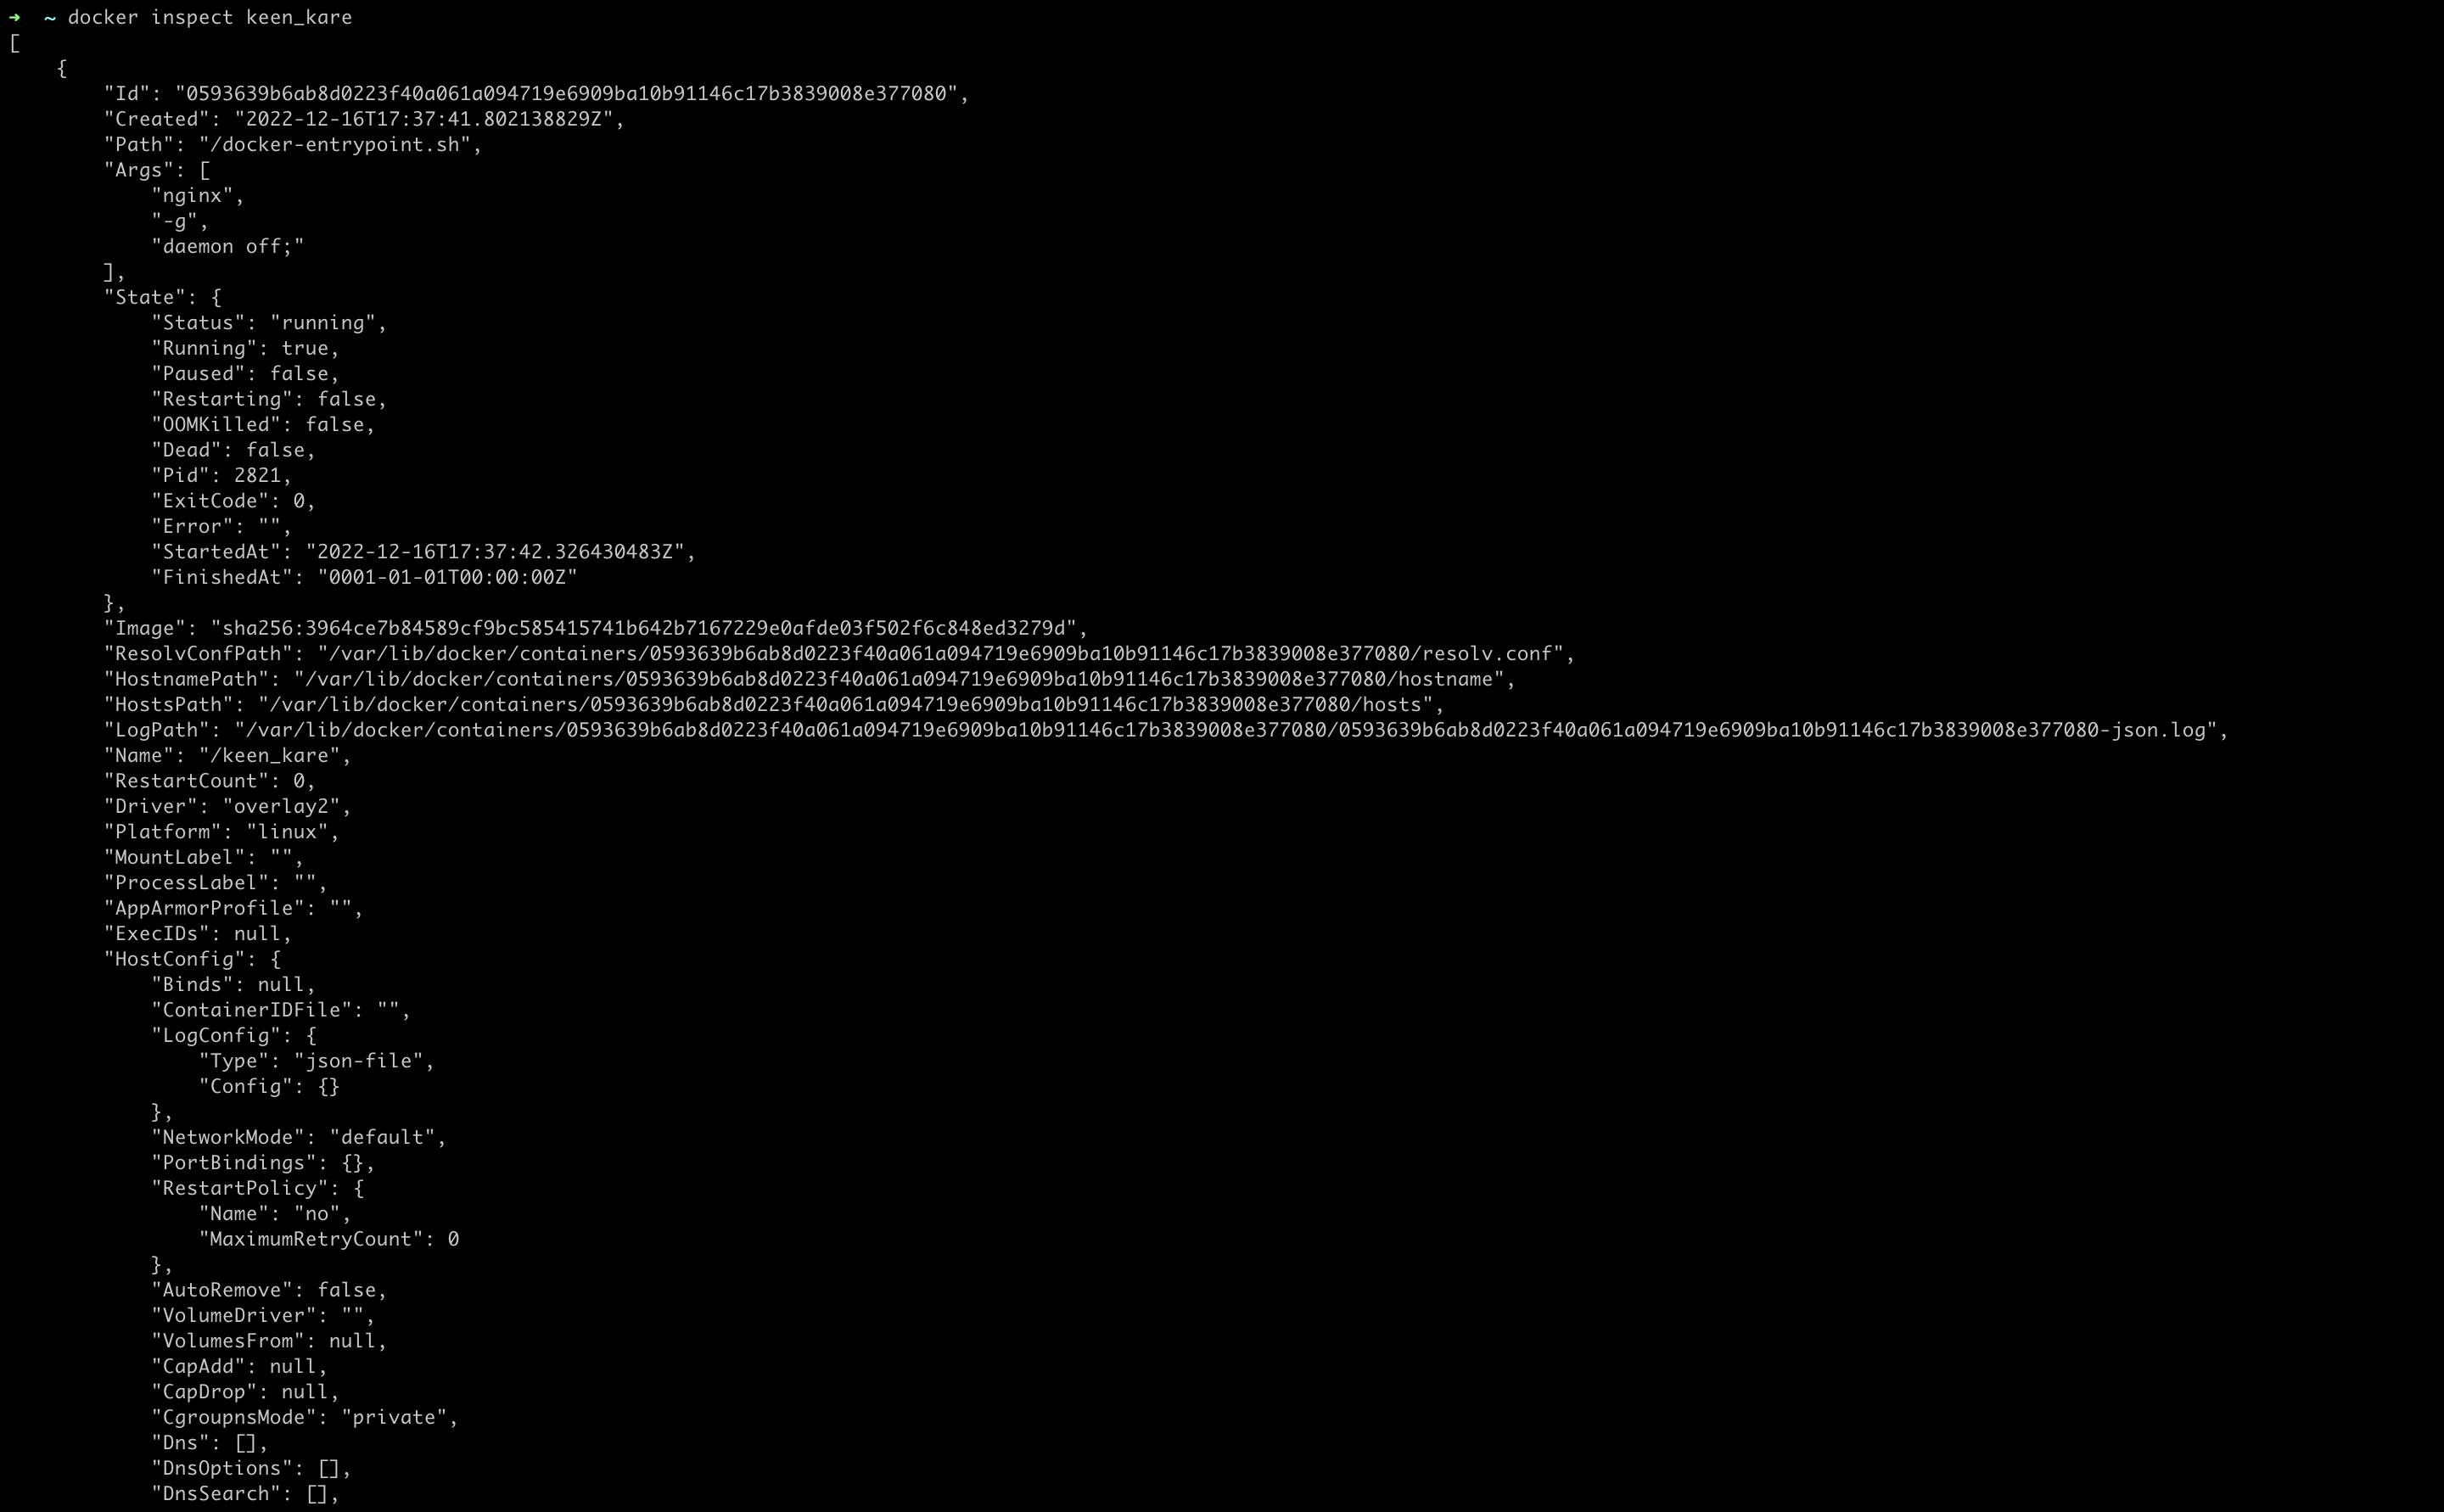 ➜  ~ docker inspect keen_kare
[
    {
        "Id": "0593639b6ab8d0223f40a061a094719e6909ba10b91146c17b3839008e377080",
        "Created": "2022-12-16T17:37:41.802138829Z",
        "Path": "/docker-entrypoint.sh",
        "Args": [
            "nginx",
            "-g",
            "daemon off;"
        ],
        "State": {
            "Status": "running",
            "Running": true,
            "Paused": false,
            "Restarting": false,
            "OOMKilled": false,
            "Dead": false,
            "Pid": 2821,
            "ExitCode": 0,
            "Error": "",
            "StartedAt": "2022-12-16T17:37:42.326430483Z",
            "FinishedAt": "0001-01-01T00:00:00Z"
        },
        "Image": "sha256:3964ce7b84589cf9bc585415741b642b7167229e0afde03f502f6c848ed3279d",
        "ResolvConfPath": "/var/lib/docker/containers/0593639b6ab8d0223f40a061a094719e6909ba10b91146c17b3839008e377080/resolv.conf",
        "HostnamePath": "/var/lib/docker/containers/0593639b6ab8d0223f40a061a094719e6909ba10b91146c17b3839008e377080/hostname",
        "HostsPath": "/var/lib/docker/containers/0593639b6ab8d0223f40a061a094719e6909ba10b91146c17b3839008e377080/hosts",
        "LogPath": "/var/lib/docker/containers/0593639b6ab8d0223f40a061a094719e6909ba10b91146c17b3839008e377080/0593639b6ab8d0223f40a061a094719e6909ba10b91146c17b3839008e377080-json.log",
        "Name": "/keen_kare",
        "RestartCount": 0,
        "Driver": "overlay2",
        "Platform": "linux",
        "MountLabel": "",
        "ProcessLabel": "",
        "AppArmorProfile": "",
        "ExecIDs": null,
        "HostConfig": {
            "Binds": null,
            "ContainerIDFile": "",
            "LogConfig": {
                "Type": "json-file",
                "Config": {}
            },
            "NetworkMode": "default",
            "PortBindings": {},
            "RestartPolicy": {
                "Name": "no",
                "MaximumRetryCount": 0
            },
            "AutoRemove": false,
            "VolumeDriver": "",
            "VolumesFrom": null,
            "CapAdd": null,
            "CapDrop": null,
            "CgroupnsMode": "private",
            "Dns": [],
            "DnsOptions": [],
            "DnsSearch": [],